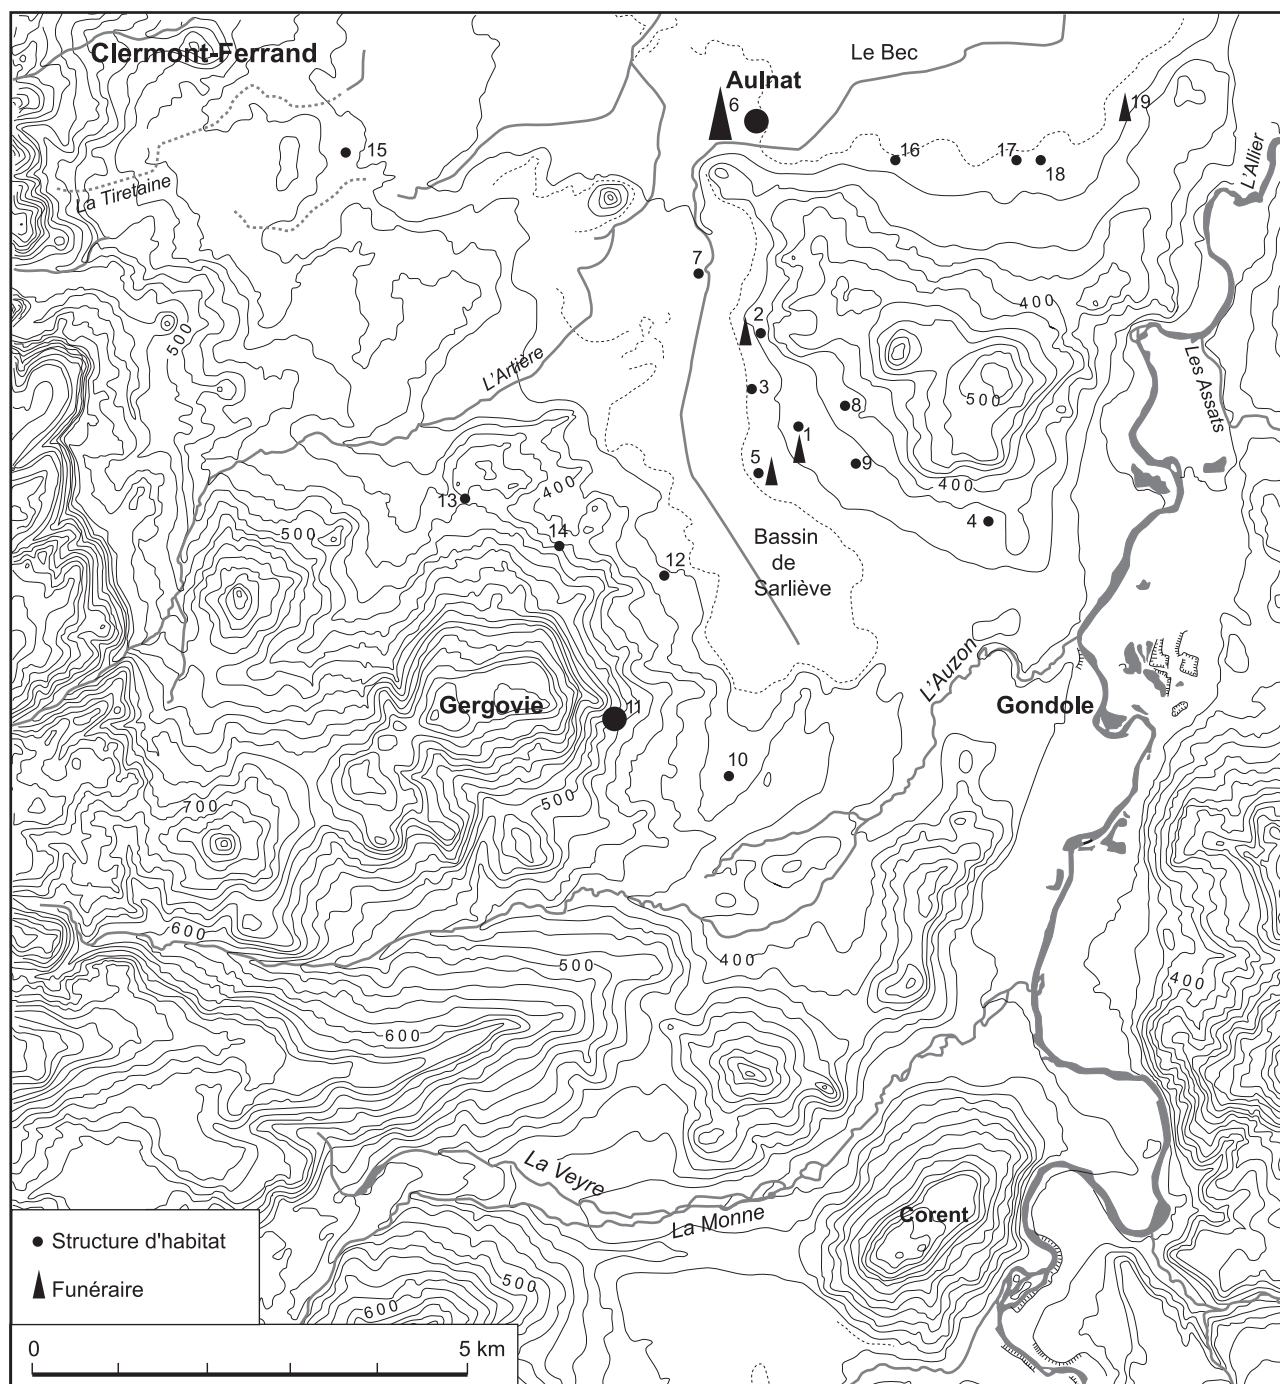 Clermont-Ferrand
Le Bec
Aulnat
6
19
15
16
17
18
L'Allier
La Tiretaine
7
400
2
500
L'Artière
Les Assats
3
8
500
1
5
9
400
400
13
4
500
14
Bassin
de
Sarliève
12
L'Auzon
Gergovie
11
Gondole
10
500
700
600
500
400
400
600
La Veyre
La Monne
Corent
500
600
Structure d'habitat
Funéraire
0
5 km